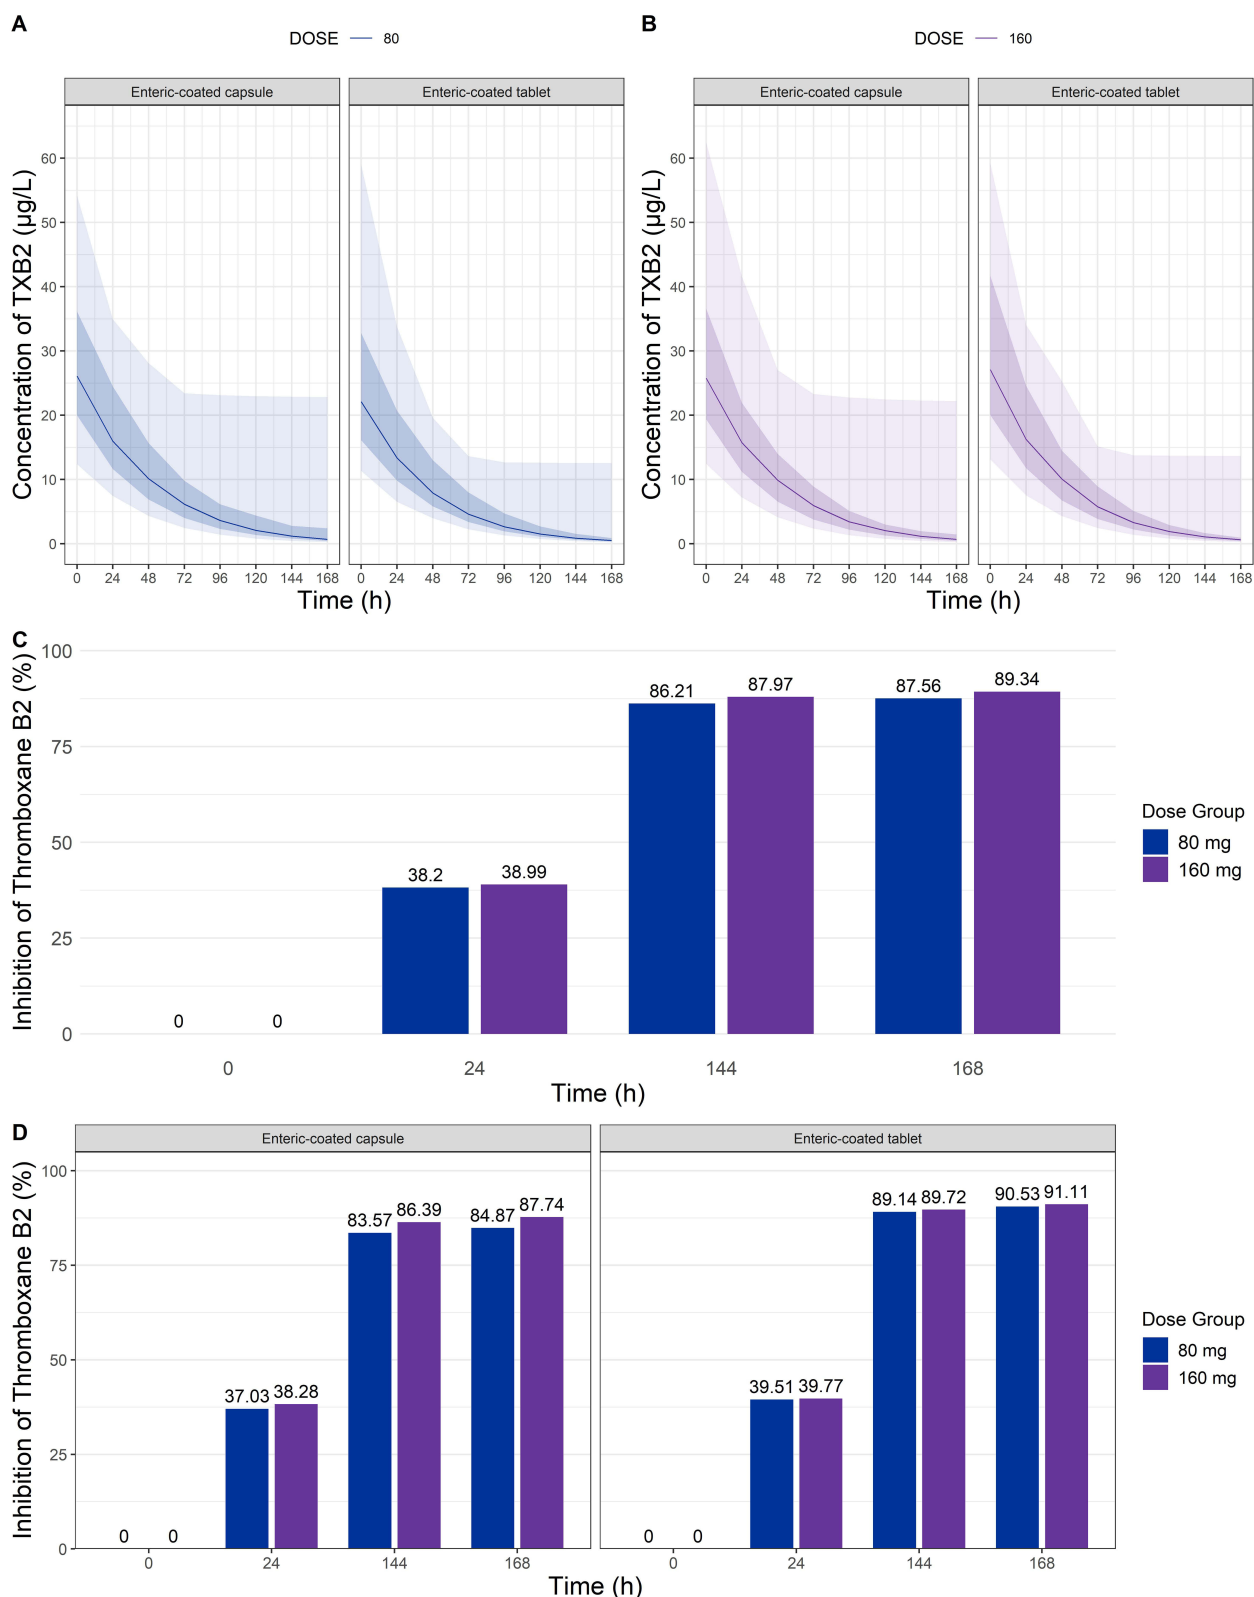 A
DOSE 80
Enteric-coated capsule
Enteric-coated tablet
Concentration of TXB2 (µg/L)
60
50
40
30
20
10
0
0 24 48 72 96 120 144 168
0 24 48 72 96 120 144 168
Time (h)
B
DOSE 160
Enteric-coated capsule
Enteric-coated tablet
Concentration of TXB2 (µg/L)
60
50
40
30
20
10
0
0 24 48 72 96 120 144 168
0 24 48 72 96 120 144 168
Time (h)
C
Inhibition of Thromboxane B2 (%)
100
75
50
25
0
0 0
38.2 38.99
86.21 87.97
87.56 89.34
0 24 144 168
Time (h)
Dose Group
80 mg
160 mg
D
Enteric-coated capsule
Enteric-coated tablet
Inhibition of Thromboxane B2 (%)
100
75
50
25
0
0 0
37.03 38.28
83.57 86.39
84.87 87.74
0 0
39.51 39.77
89.14 89.72
90.53 91.11
0 24 144 168
0 24 144 168
Time (h)
Dose Group
80 mg
160 mg